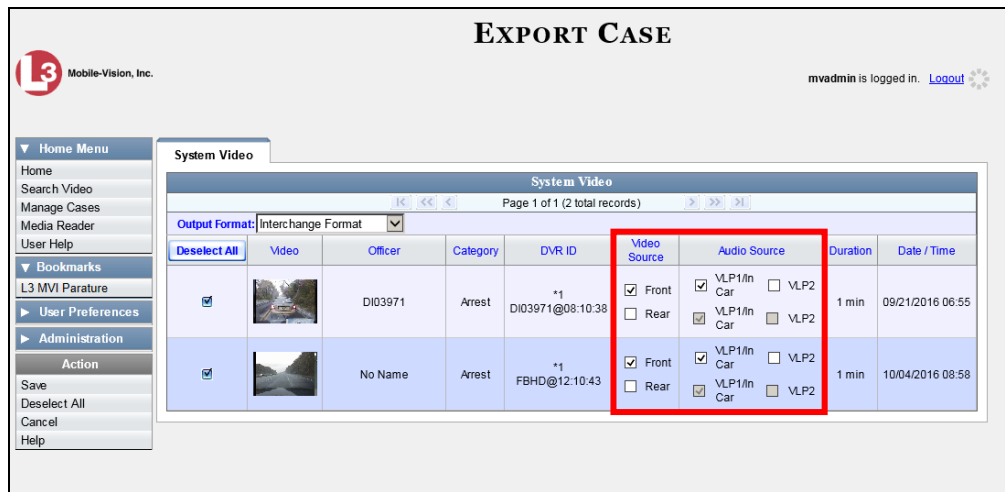 EXPORT CASE
L3 Mobile-Vision, Inc.
mvadmin is logged in. Logout
▼ Home Menu
Home
Search Video
Manage Cases
Media Reader
User Help
▼ Bookmarks
L3 MVI Parature
► User Preferences
► Administration
Action
Save
Deselect All
Cancel
Help
System Video
System Video
Page 1 of 1 (2 total records)
Output Format: Interchange Format
Deselect All Video Officer Category DVR ID Video Source Audio Source Duration Date / Time
DI03971 Arrest *1 DI03971@08:10:38 Front Rear VLP1/In Car VLP2 VLP1/In Car VLP2 1 min 09/21/2016 06:55
No Name Arrest *1 FBHD@12:10:43 Front Rear VLP1/In Car VLP2 VLP1/In Car VLP2 1 min 10/04/2016 08:58